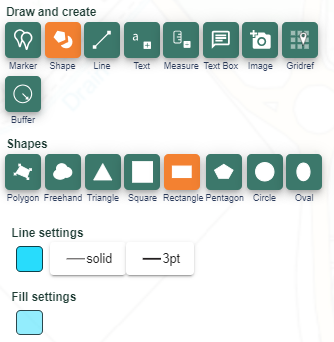 Draw and create
a
Marker Shape Line Text Measure Text Box Image Gridref
Buffer
Shapes
Polygon Freehand Triangle Square Rectangle Pentagon Circle Oval
Line settings
solid 3pt
Fill settings